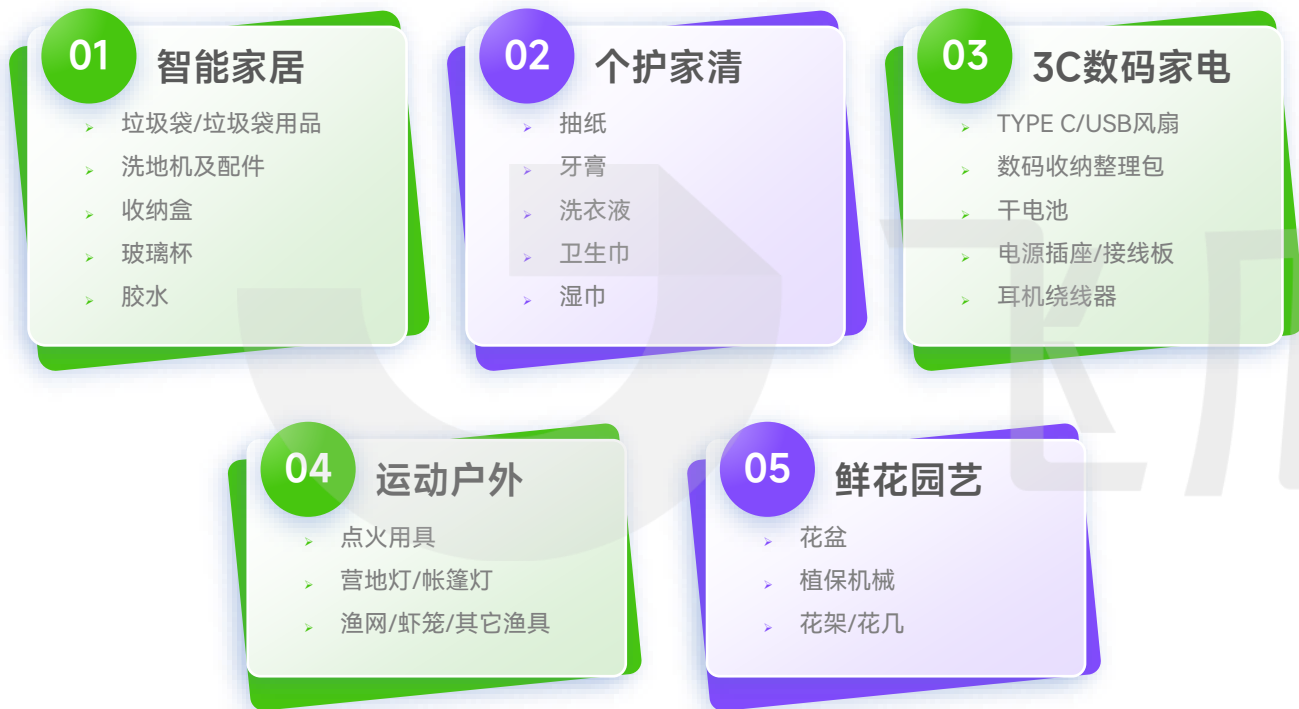 01
智能家居
垃圾袋/垃圾袋用品
洗地机及配件
收纳盒
玻璃杯
胶水
02
个护家清
抽纸
牙膏
洗衣液
卫生巾
湿巾
03
3C数码家电
TYPE C/USB风扇
数码收纳整理包
干电池
电源插座/接线板
耳机绕线器
04
运动户外
点火用具
营地灯/帐篷灯
渔网/虾笼/其它渔具
05
鲜花园艺
花盆
植保机械
花架/花几